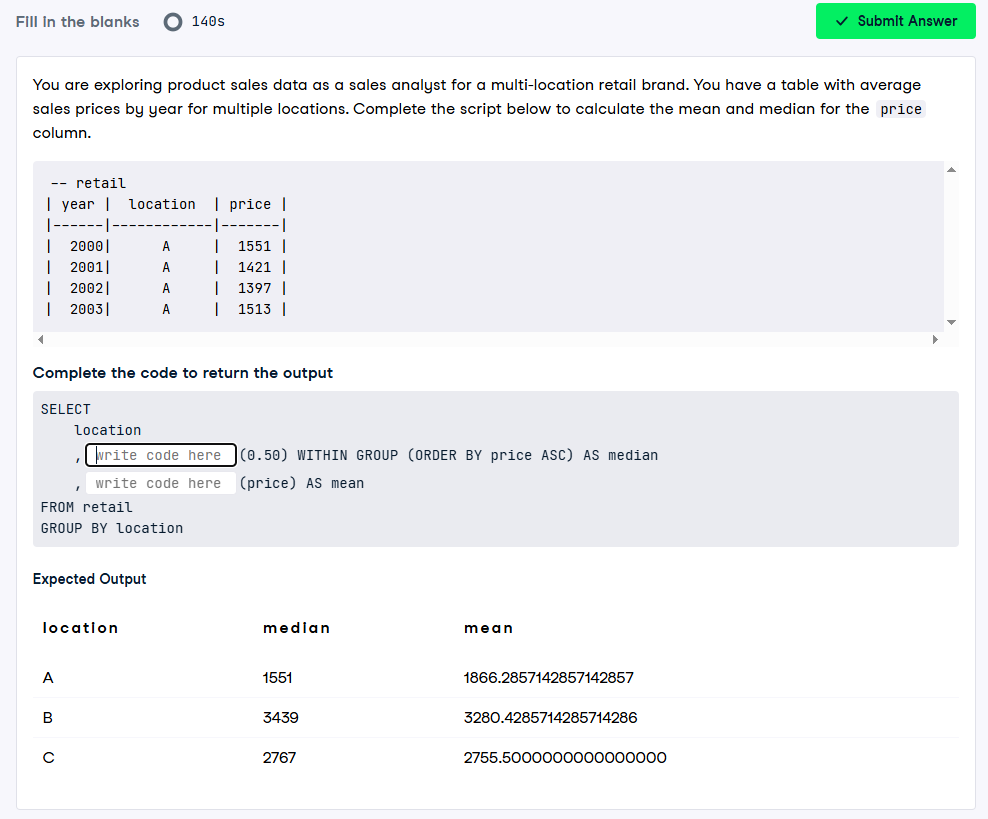 Fill in the blanks 140s Submit Answer
You are exploring product sales data as a sales analyst for a multi-location retail brand. You have a table with average
sales prices by year for multiple locations. Complete the script below to calculate the mean and median for the price
column.
-- retail
| year | location | price |
|------|------------|-------|
| 2000| A | 1551 |
| 2001| A | 1421 |
| 2002| A | 1397 |
| 2003| A | 1513 |
Complete the code to return the output
SELECT
location
, write code here (0.50) WITHIN GROUP (ORDER BY price ASC) AS median
, write code here (price) AS mean
FROM retail
GROUP BY location
Expected Output
location median mean
A 1551 1866.2857142857142857
B 3439 3280.4285714285714286
C 2767 2755.5000000000000000